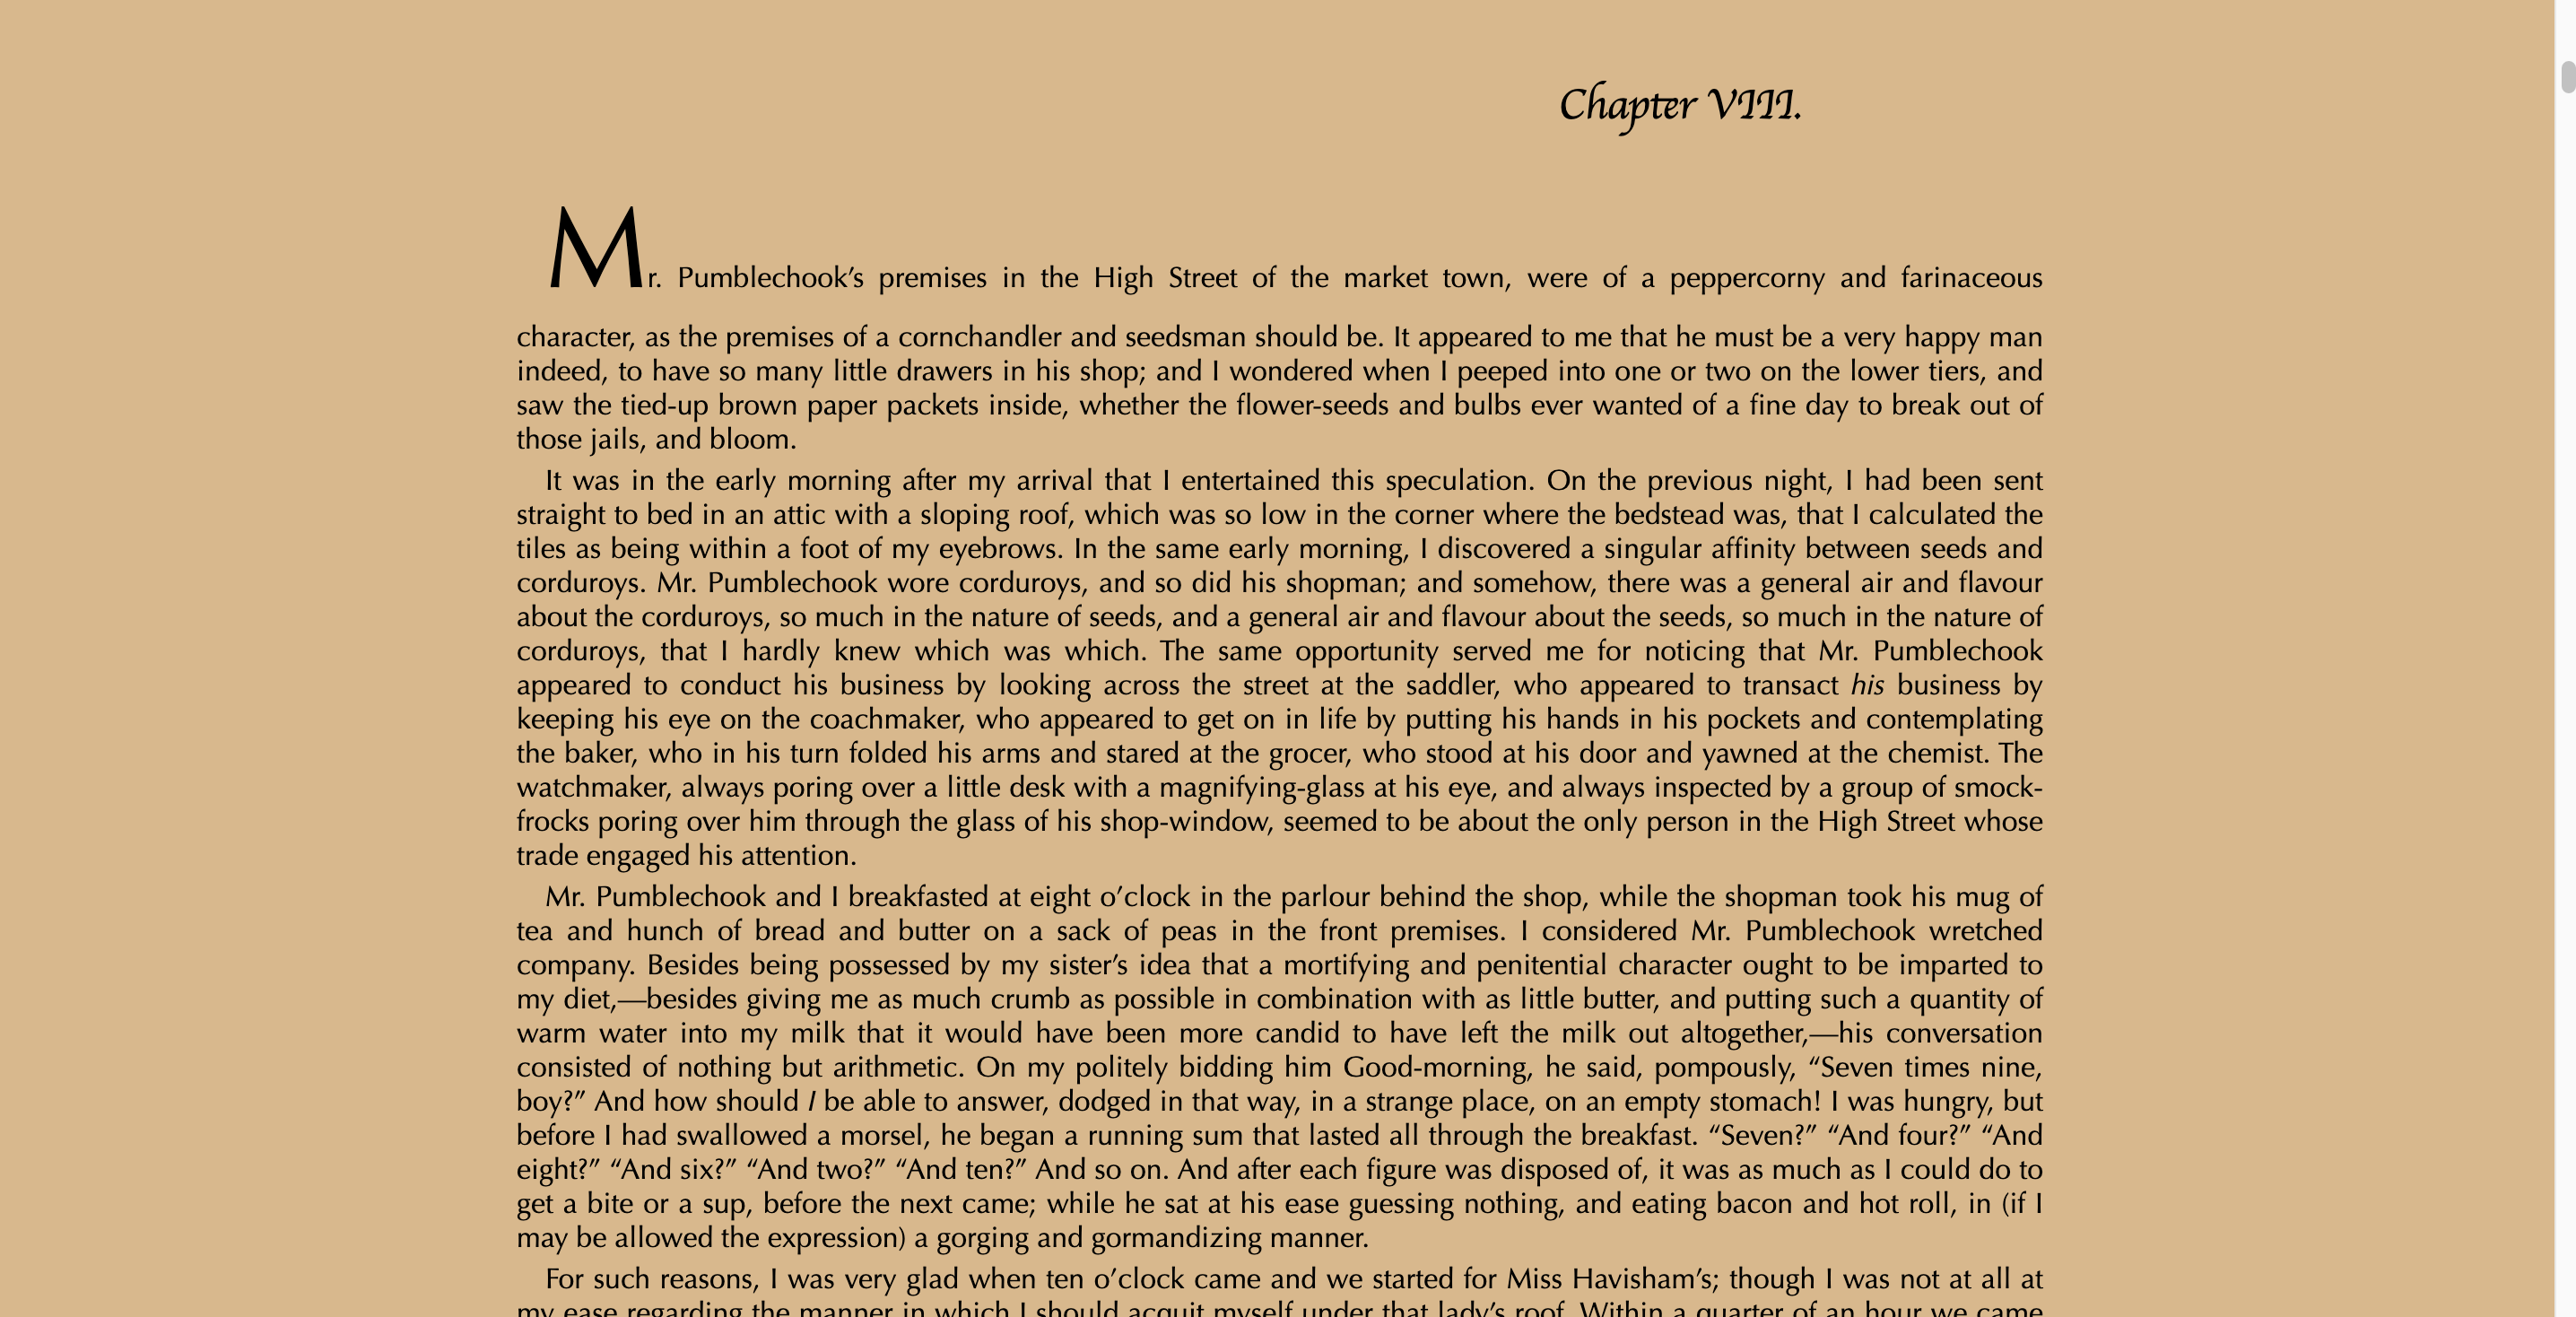 Chapter VIII.
Mr. Pumblechook’s premises in the High Street of the market town, were of a peppercorny and farinaceous
character, as the premises of a cornchandler and seedsman should be. It appeared to me that he must be a very happy man
indeed, to have so many little drawers in his shop; and I wondered when I peeped into one or two on the lower tiers, and
saw the tied-up brown paper packets inside, whether the flower-seeds and bulbs ever wanted of a fine day to break out of
those jails, and bloom.
It was in the early morning after my arrival that I entertained this speculation. On the previous night, I had been sent
straight to bed in an attic with a sloping roof, which was so low in the corner where the bedstead was, that I calculated the
tiles as being within a foot of my eyebrows. In the same early morning, I discovered a singular affinity between seeds and
corduroys. Mr. Pumblechook wore corduroys, and so did his shopman; and somehow, there was a general air and flavour
about the corduroys, so much in the nature of seeds, and a general air and flavour about the seeds, so much in the nature of
corduroys, that I hardly knew which was which. The same opportunity served me for noticing that Mr. Pumblechook
appeared to conduct his business by looking across the street at the saddler, who appeared to transact his business by
keeping his eye on the coachmaker, who appeared to get on in life by putting his hands in his pockets and contemplating
the baker, who in his turn folded his arms and stared at the grocer, who stood at his door and yawned at the chemist. The
watchmaker, always poring over a little desk with a magnifying-glass at his eye, and always inspected by a group of smock-
frocks poring over him through the glass of his shop-window, seemed to be about the only person in the High Street whose
trade engaged his attention.
Mr. Pumblechook and I breakfasted at eight o’clock in the parlour behind the shop, while the shopman took his mug of
tea and hunch of bread and butter on a sack of peas in the front premises. I considered Mr. Pumblechook wretched
company. Besides being possessed by my sister’s idea that a mortifying and penitential character ought to be imparted to
my diet,—besides giving me as much crumb as possible in combination with as little butter, and putting such a quantity of
warm water into my milk that it would have been more candid to have left the milk out altogether,—his conversation
consisted of nothing but arithmetic. On my politely bidding him Good-morning, he said, pompously, “Seven times nine,
boy?” And how should I be able to answer, dodged in that way, in a strange place, on an empty stomach! I was hungry, but
before I had swallowed a morsel, he began a running sum that lasted all through the breakfast. “Seven?” “And four?” “And
eight?” “And six?” “And two?” “And ten?” And so on. And after each figure was disposed of, it was as much as I could do to
get a bite or a sup, before the next came; while he sat at his ease guessing nothing, and eating bacon and hot roll, in (if I
may be allowed the expression) a gorging and gormandizing manner.
For such reasons, I was very glad when ten o’clock came and we started for Miss Havisham’s; though I was not at all at
my ease regarding the manner in which I should acquit myself under that lady’s roof. Within a quarter of an hour we came